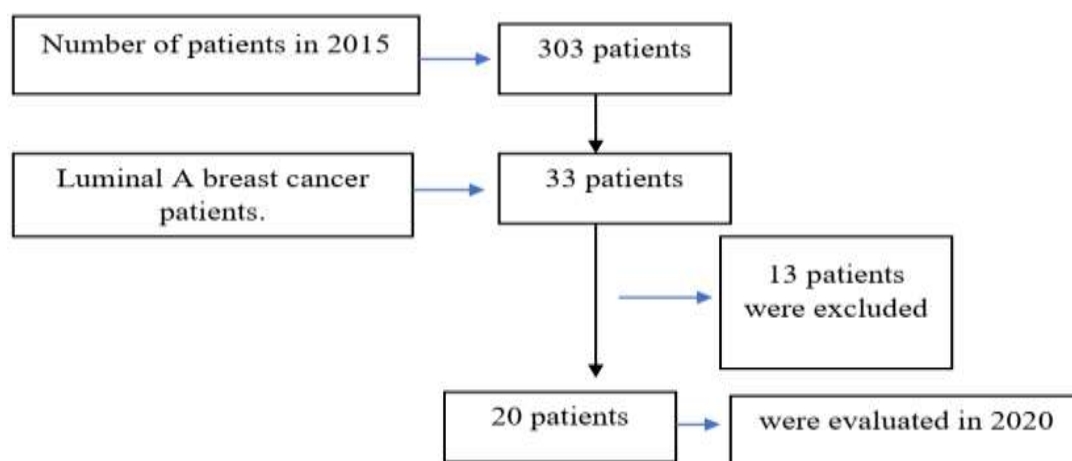 Number of patients in 2015
303 patients
Luminal A breast cancer
patients.
33 patients
13 patients
were excluded
20 patients
were evaluated in 2020